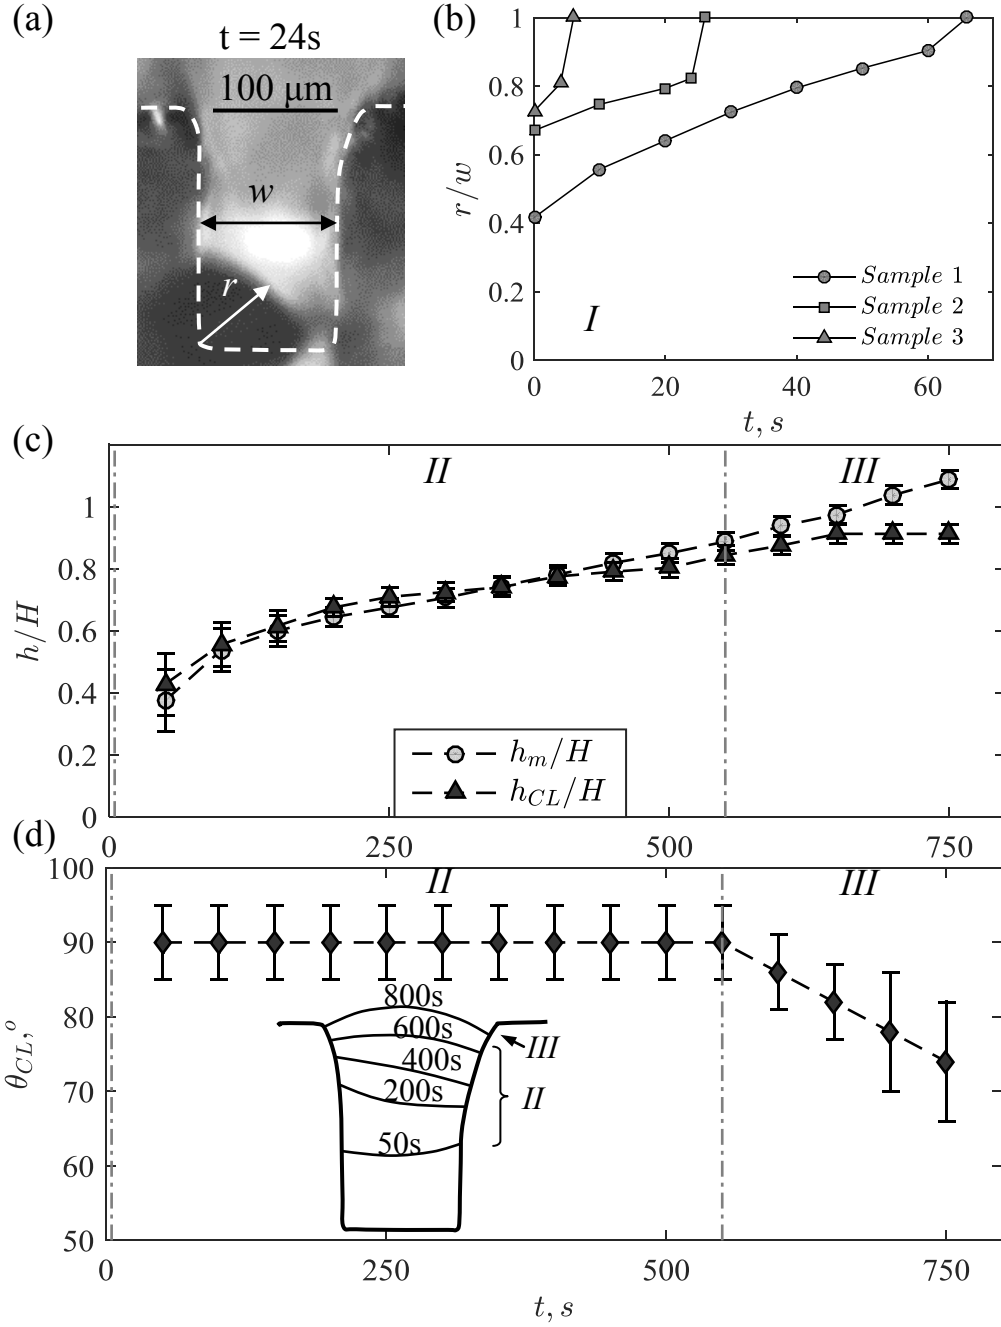 (a)
t = 24s
100 μm
w
r
(b)
1
0.8
0.6
0.4
0.2
0
r/w
I
Sample 1
Sample 2
Sample 3
0 20 40 60
t, s
(c)
II III
1
0.8
0.6
0.4
0.2
0
h/H
h_m/H
h_CL/H
0 250 500 750
(d)
II III
100
90
80
70
60
50
θ_CL,°
800s
600s
400s
200s
50s
III
II
0 250 500 750
t, s